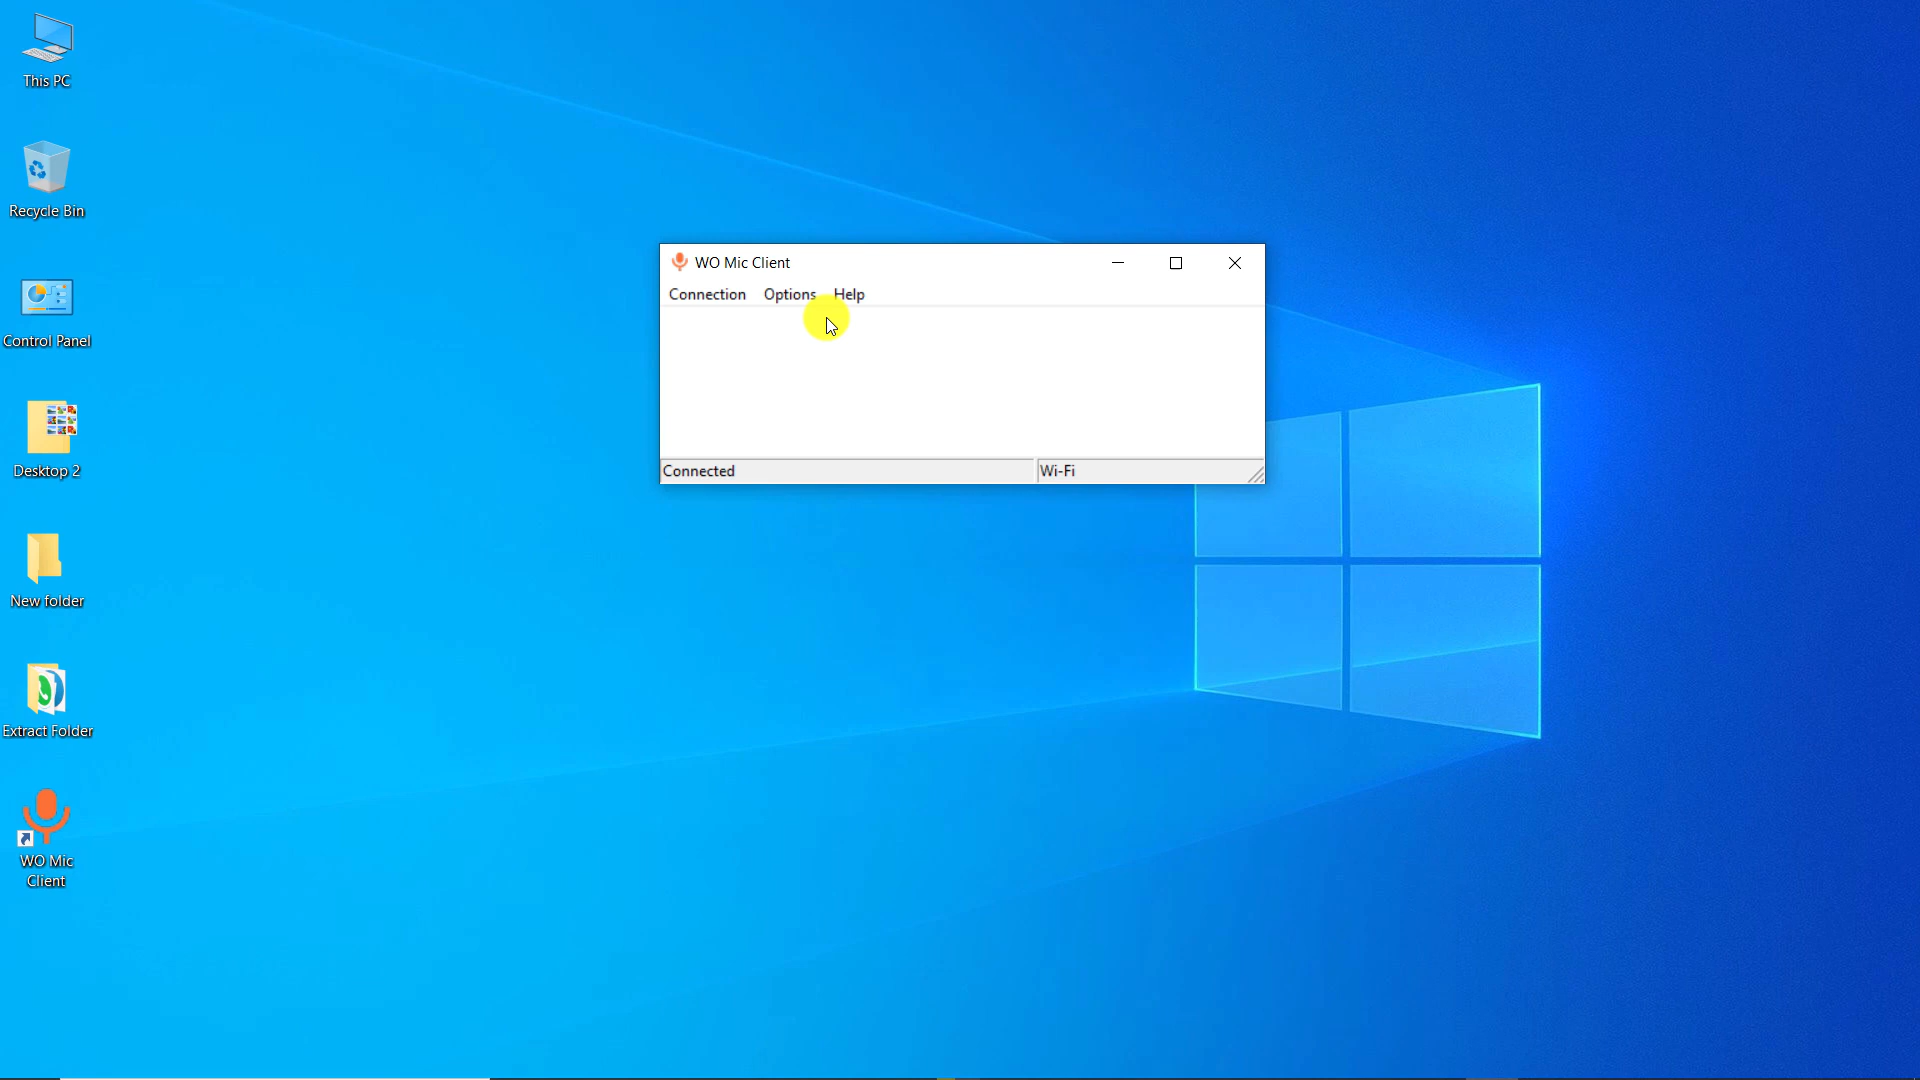 This PC
Recycle Bin
Control Panel
Desktop 2
New folder
Extract Folder
WO Mic
Client
WO Mic Client
Connection Options Help
Connected Wi-Fi